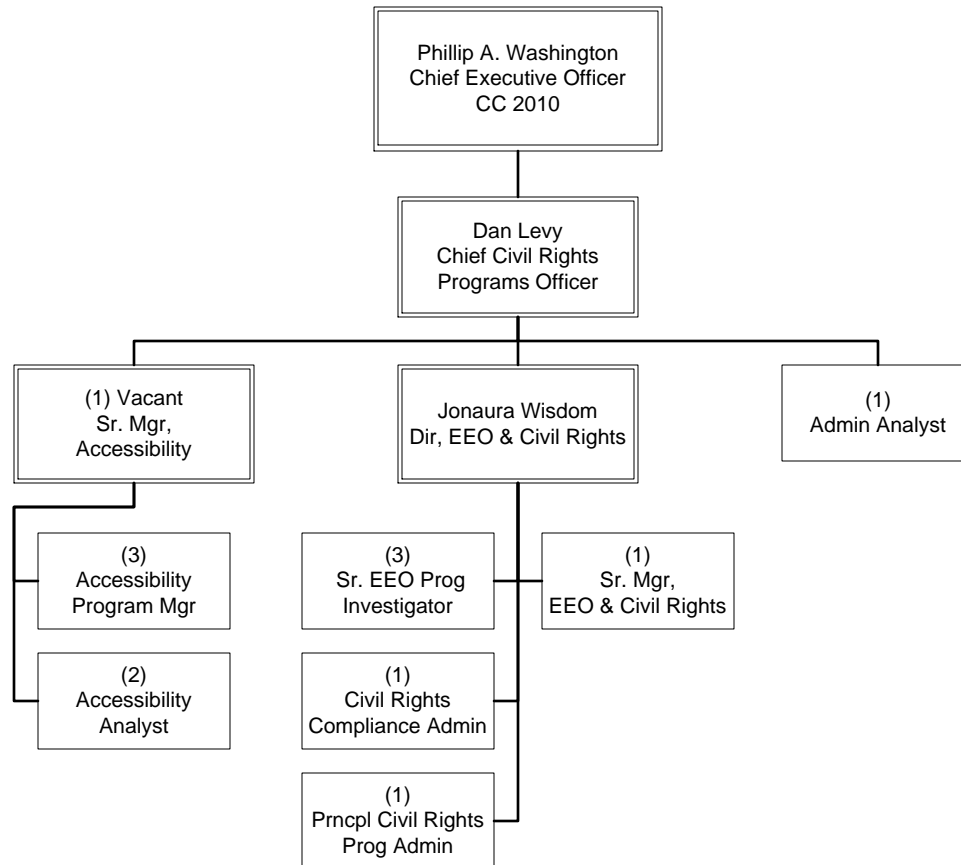 Phillip A. Washington
Chief Executive Officer
CC 2010
Dan Levy
Chief Civil Rights
Programs Officer
(1) Vacant
Sr. Mgr,
Accessibility
Jonaura Wisdom
Dir, EEO & Civil Rights
(1)
Admin Analyst
(3)
Accessibility
Program Mgr
(3)
Sr. EEO Prog
Investigator
(1)
Sr. Mgr,
EEO & Civil Rights
(2)
Accessibility
Analyst
(1)
Civil Rights
Compliance Admin
(1)
Prncpl Civil Rights
Prog Admin